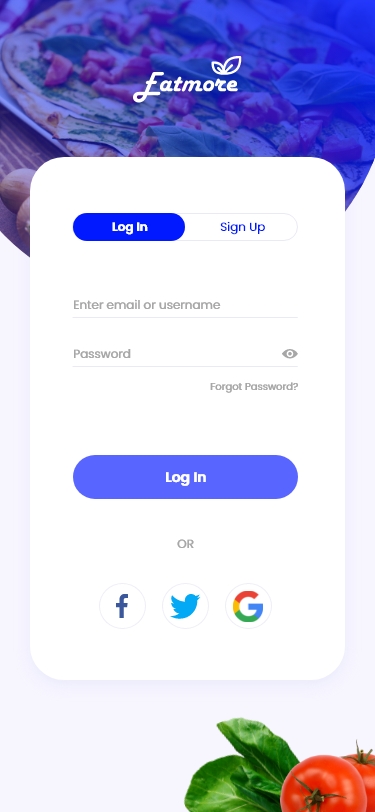 Eatmore
Log In
Sign Up
Enter email or username
Password
Forgot Password?
Log In
OR